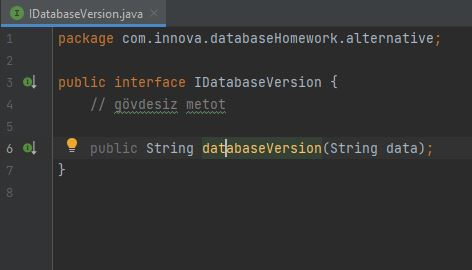 IDatabaseVersion.java
1 package com.innova.databaseHomework.alternative;
2
3 public interface IDatabaseVersion {
4 // gövdesiz metot
5
6 public String databaseVersion(String data);
7 }
8